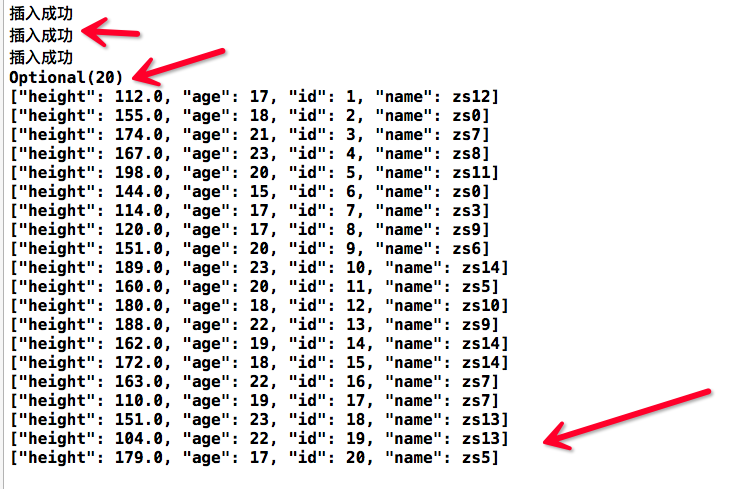 插入成功
插入成功
插入成功
Optional(20)
["height": 112.0, "age": 17, "id": 1, "name": zs12]
["height": 155.0, "age": 18, "id": 2, "name": zs0]
["height": 174.0, "age": 21, "id": 3, "name": zs7]
["height": 167.0, "age": 23, "id": 4, "name": zs8]
["height": 198.0, "age": 20, "id": 5, "name": zs11]
["height": 144.0, "age": 15, "id": 6, "name": zs0]
["height": 114.0, "age": 17, "id": 7, "name": zs3]
["height": 120.0, "age": 17, "id": 8, "name": zs9]
["height": 151.0, "age": 20, "id": 9, "name": zs6]
["height": 189.0, "age": 23, "id": 10, "name": zs14]
["height": 160.0, "age": 20, "id": 11, "name": zs5]
["height": 180.0, "age": 18, "id": 12, "name": zs10]
["height": 188.0, "age": 22, "id": 13, "name": zs9]
["height": 162.0, "age": 19, "id": 14, "name": zs14]
["height": 172.0, "age": 18, "id": 15, "name": zs14]
["height": 163.0, "age": 22, "id": 16, "name": zs7]
["height": 110.0, "age": 19, "id": 17, "name": zs7]
["height": 151.0, "age": 23, "id": 18, "name": zs13]
["height": 104.0, "age": 22, "id": 19, "name": zs13]
["height": 179.0, "age": 17, "id": 20, "name": zs5]